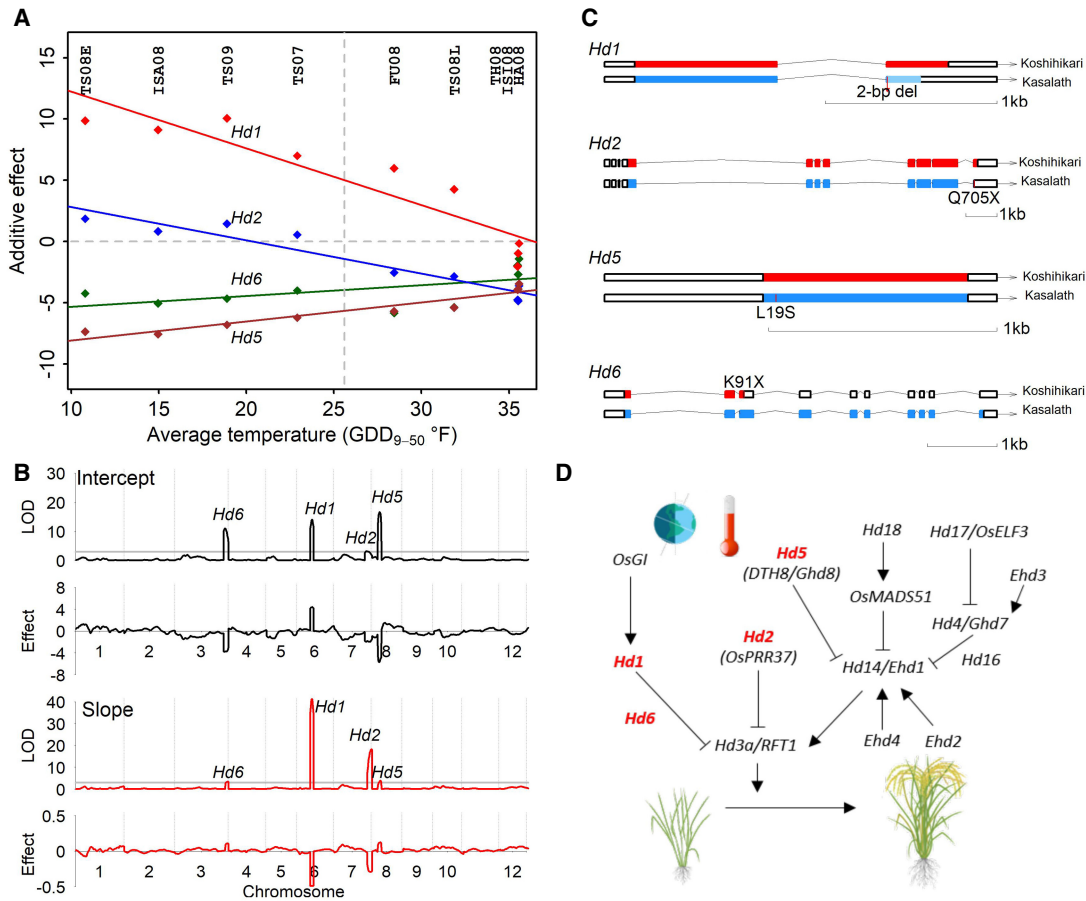 A
TS08E
ISA08
TS09
TS07
FU08
TS08L
TH08
ISI08
HA08
15
10
5
0
-5
-10
Additive effect
Hd1
Hd2
Hd6
Hd5
10 15 20 25 30 35
Average temperature (GDD9–50 °F)
B
Intercept
30
20
10
0
LOD
Hd6
Hd1
Hd2
Hd5
8
4
0
-4
-8
Effect
1 2 3 4 5 6 7 8 9 10 12
Slope
40
30
20
10
0
LOD
Hd6
Hd1
Hd2
Hd5
0.5
0
-0.5
Effect
1 2 3 4 5 6 7 8 9 10 12
Chromosome
C
Hd1
Koshihikari
Kasalath
2-bp del
1kb
Hd2
Koshihikari
Kasalath
Q705X
1kb
Hd5
Koshihikari
Kasalath
L19S
1kb
Hd6
K91X
Koshihikari
Kasalath
1kb
D
OsGI
Hd5
(DTH8/Ghd8)
Hd18
Hd17/OsELF3
OsMADS51
Ehd3
Hd4/Ghd7
Hd1
Hd2
(OsPRR37)
Hd14/Ehd1
Hd16
Hd6
Hd3a/RFT1
Ehd4
Ehd2